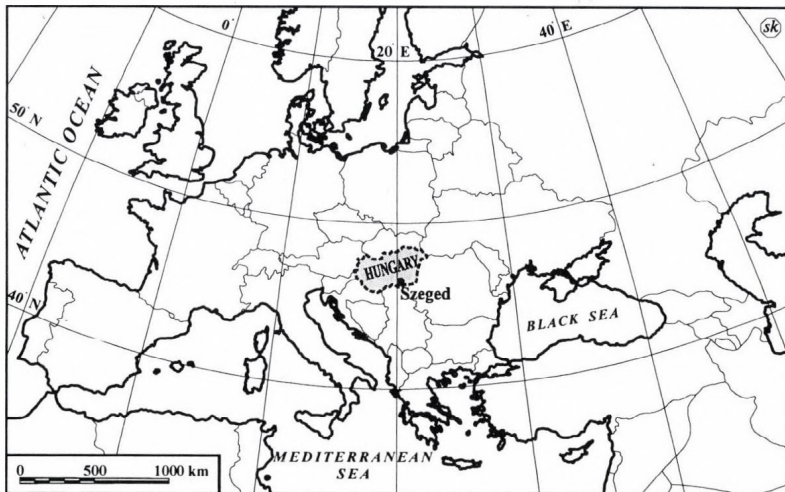 sk
0°
20° E
40° E
50° N
ATLANTIC OCEAN
HUNGARY
Szeged
40° N
BLACK SEA
MEDITERRANEAN
SEA
0 500 1000 km